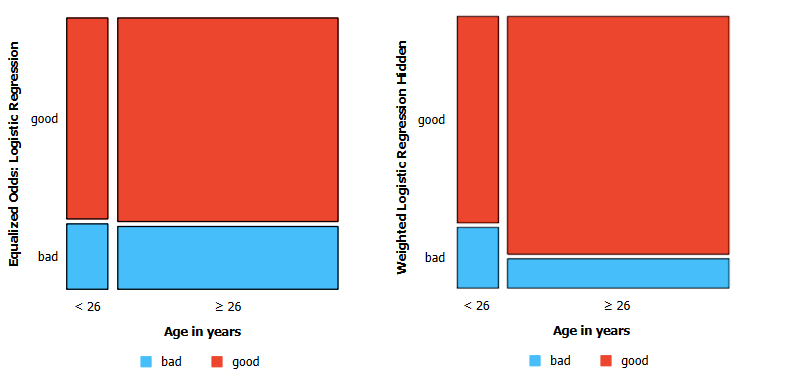 Equalized Odds: Logistic Regression
good
bad
< 26
≥ 26
Age in years
bad
good
Weighted Logistic Regression Hidden
good
bad
< 26
≥ 26
Age in years
bad
good